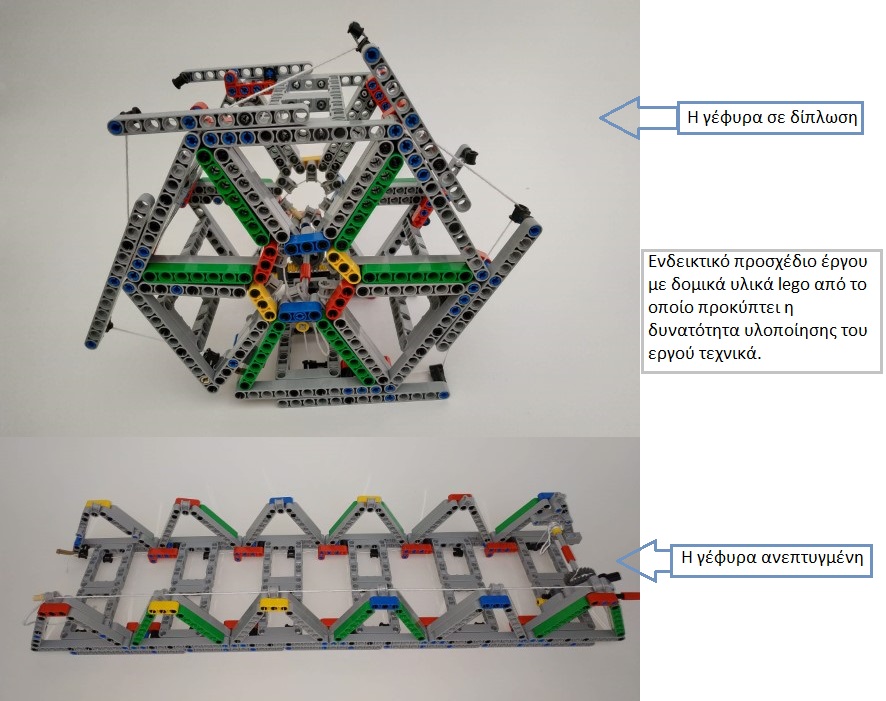 Η γέφυρα σε δίπλωση
Ενδεικτικό προσχέδιο έργου
με δομικά υλικά lego από το
οποίο προκύπτει η
δυνατότητα υλοποίησης του
εργού τεχνικά.
Η γέφυρα ανεπτυγμένη